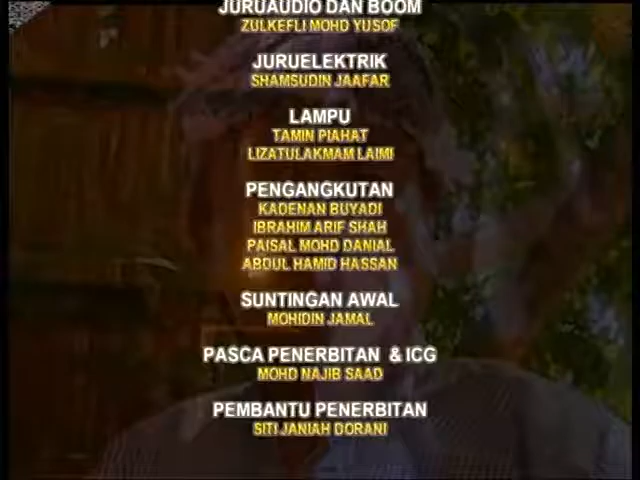 JURUAUDIO DAN BOOM
ZULKEFLI MOHD YUSOF
JURUELEKTRIK
SHAMSUDIN JAAFAR
LAMPU
TAMIN PIAHAT
LIZATULAKMAM LAIMI
PENGANGKUTAN
KADENAN BUYADI
IBRAHIM ARIF SHAH
PAISAL MOHD DANIAL
ABDUL HAMID HASSAN
SUNTINGAN AWAL
MOHIDIN JAMAL
PASCA PENERBITAN & ICG
MOHD NAJIB SAAD
PEMBANTU PENERBITAN
SITI JANIAH DORANI